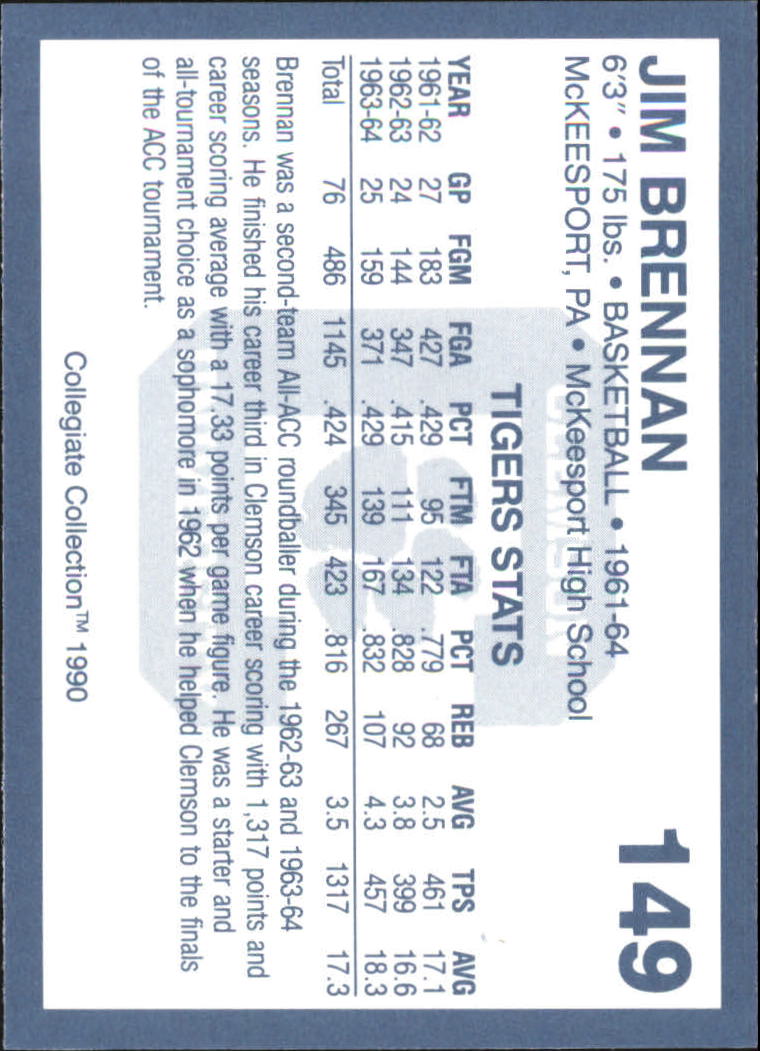 JIM BRENNAN 149
6'3" • 175 lbs. • BASKETBALL • 1961-64
McKEESPORT, PA • McKeesport High School
TIGERS STATS
YEAR GP FGM FGA PCT FTM FTA PCT REB AVG TPS AVG
1961-62 27 183 427 .429 95 122 .779 68 2.5 461 17.1
1962-63 24 144 347 .415 111 134 .828 92 3.8 399 16.6
1963-64 25 159 371 .429 139 167 .832 107 4.3 457 18.3
Total 76 486 1145 .424 345 423 .816 267 3.5 1317 17.3
Brennan was a second-team All-ACC roundballer during the 1962-63 and 1963-64
seasons. He finished his career third in Clemson career scoring with 1,317 points and
career scoring average with a 17.33 points per game figure. He was a starter and
all-tournament choice as a sophomore in 1962 when he helped Clemson to the finals
of the ACC tournament.
Collegiate Collection™ 1990